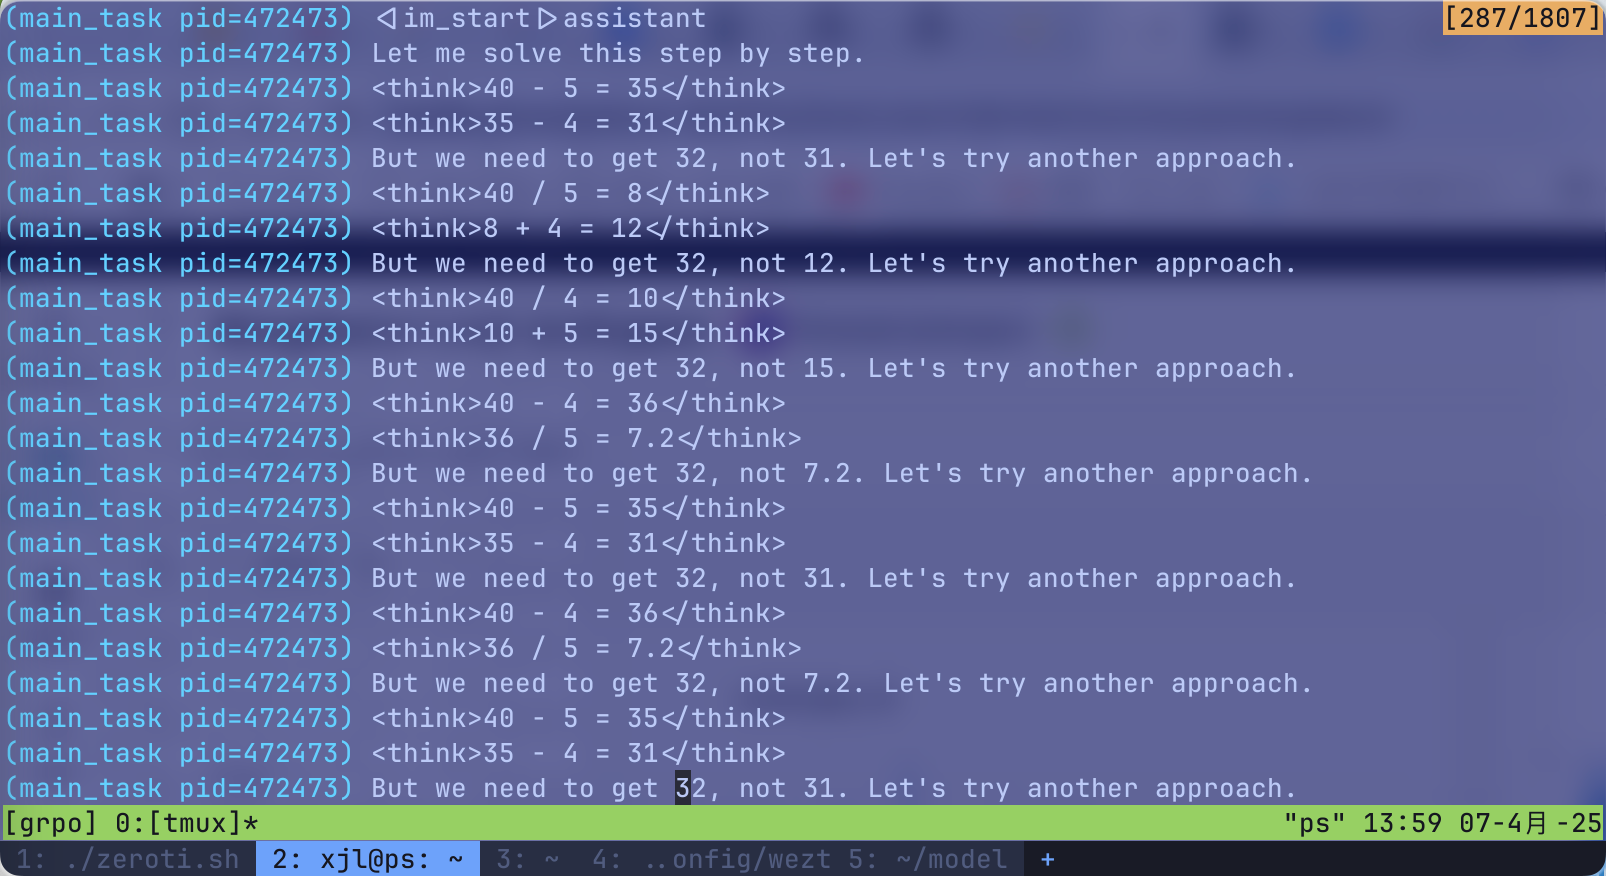 (main_task pid=472473) <|im_start|>assistant [287/1807]
(main_task pid=472473) Let me solve this step by step.
(main_task pid=472473) <think>40 - 5 = 35</think>
(main_task pid=472473) <think>35 - 4 = 31</think>
(main_task pid=472473) But we need to get 32, not 31. Let's try another approach.
(main_task pid=472473) <think>40 / 5 = 8</think>
(main_task pid=472473) <think>8 + 4 = 12</think>
(main_task pid=472473) But we need to get 32, not 12. Let's try another approach.
(main_task pid=472473) <think>40 / 4 = 10</think>
(main_task pid=472473) <think>10 + 5 = 15</think>
(main_task pid=472473) But we need to get 32, not 15. Let's try another approach.
(main_task pid=472473) <think>40 - 4 = 36</think>
(main_task pid=472473) <think>36 / 5 = 7.2</think>
(main_task pid=472473) But we need to get 32, not 7.2. Let's try another approach.
(main_task pid=472473) <think>40 - 5 = 35</think>
(main_task pid=472473) <think>35 - 4 = 31</think>
(main_task pid=472473) But we need to get 32, not 31. Let's try another approach.
(main_task pid=472473) <think>40 - 4 = 36</think>
(main_task pid=472473) <think>36 / 5 = 7.2</think>
(main_task pid=472473) But we need to get 32, not 7.2. Let's try another approach.
(main_task pid=472473) <think>40 - 5 = 35</think>
(main_task pid=472473) <think>35 - 4 = 31</think>
(main_task pid=472473) But we need to get 32, not 31. Let's try another approach.
[grpo] 0:[tmux]* "ps" 13:59 07-4月 -25
1: ./zeroti.sh 2: xjl@ps: ~ 3: ~ 4: ..onfig/wezt 5: ~/model +